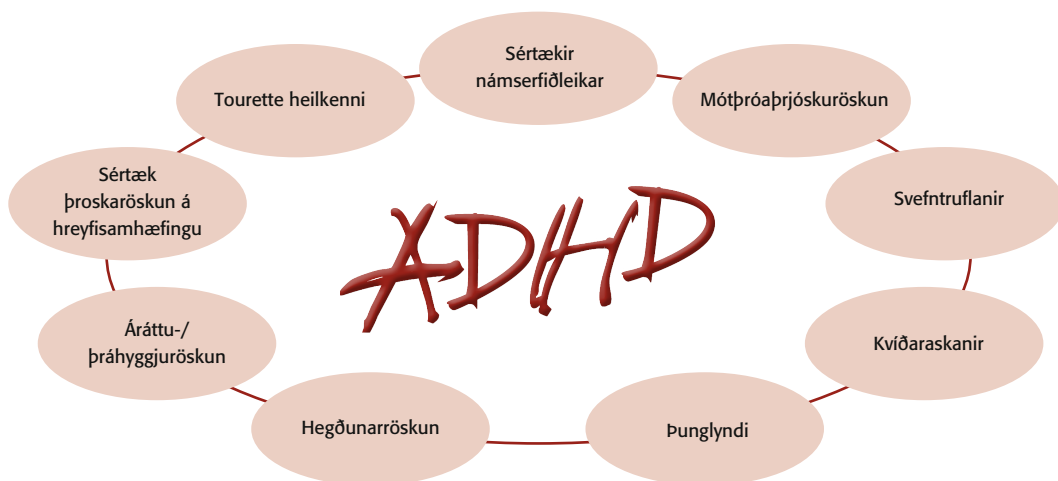 Sértækir
námserfiðleikar
Mótþróaþrjóskuröskun
Svefntruflanir
Kvíðaraskanir
Þunglyndi
Hegðunarröskun
Áráttu-/
þráhyggjuröskun
Sértæk
þroskaröskun á
hreyfisamhæfingu
Tourette heilkenni
ADHD